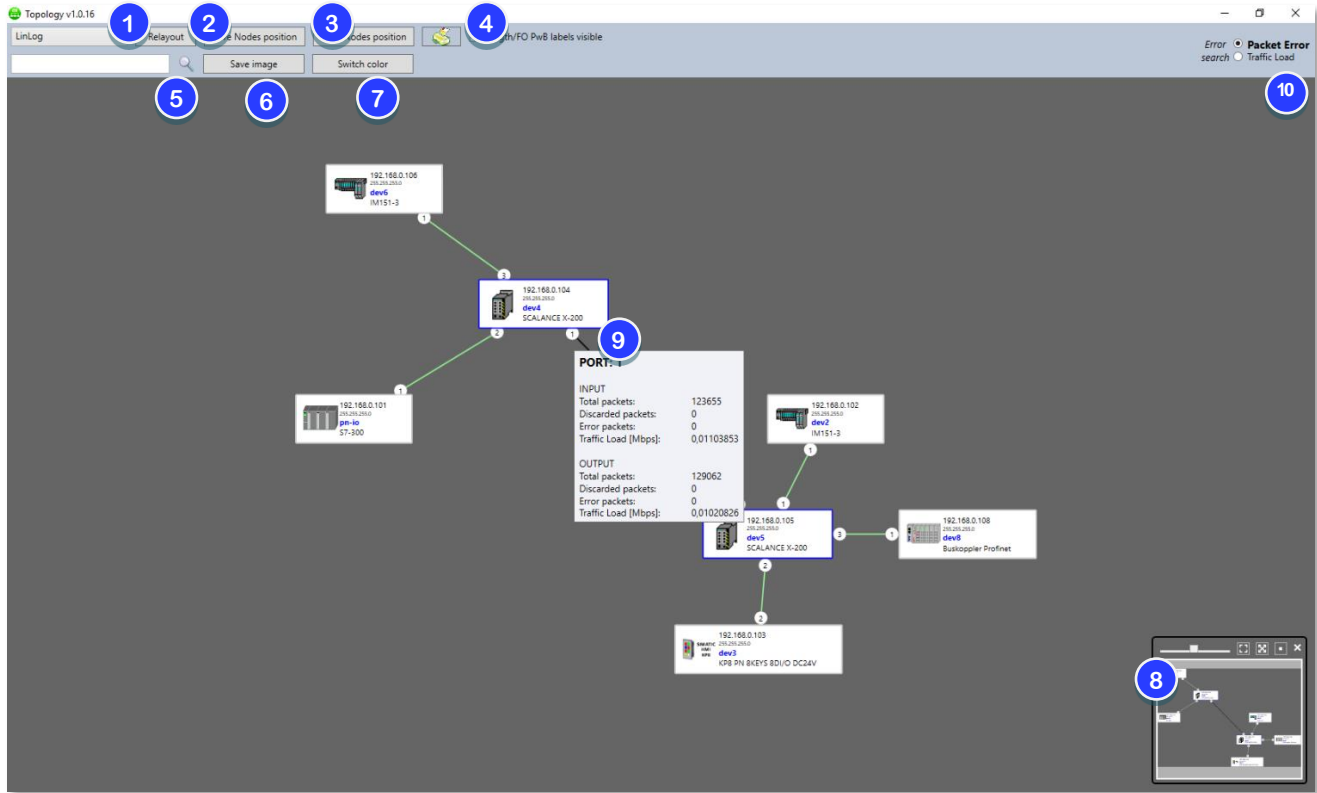 Topology v1.0.16
1
2
3
4
LinLog
Relayout
Nodes position
odes position
th/FO PwB labels visible
Error
search
Packet Error
Traffic Load
Save image
Switch color
5
6
7
10
192.168.0.106
255.255.255.0
dev6
IM151-3
1
3
192.168.0.104
255.255.255.0
dev4
SCALANCE X-200
2
1
9
PORT: 1
INPUT
Total packets: 123655
Discarded packets: 0
Error packets: 0
Traffic Load [Mbps]: 0,01103853
OUTPUT
Total packets: 129062
Discarded packets: 0
Error packets: 0
Traffic Load [Mbps]: 0,01020826
1
192.168.0.101
255.255.255.0
pn-io
S7-300
192.168.0.102
255.255.255.0
dev2
IM151-3
1
1
192.168.0.105
255.255.255.0
dev5
SCALANCE X-200
3
1
192.168.0.108
255.255.255.0
dev8
Buskoppler Profinet
2
2
SIMATIC
HMI
KP8
192.168.0.103
255.255.255.0
dev3
KP8 PN 8KEYS 8DI/O DC24V
8